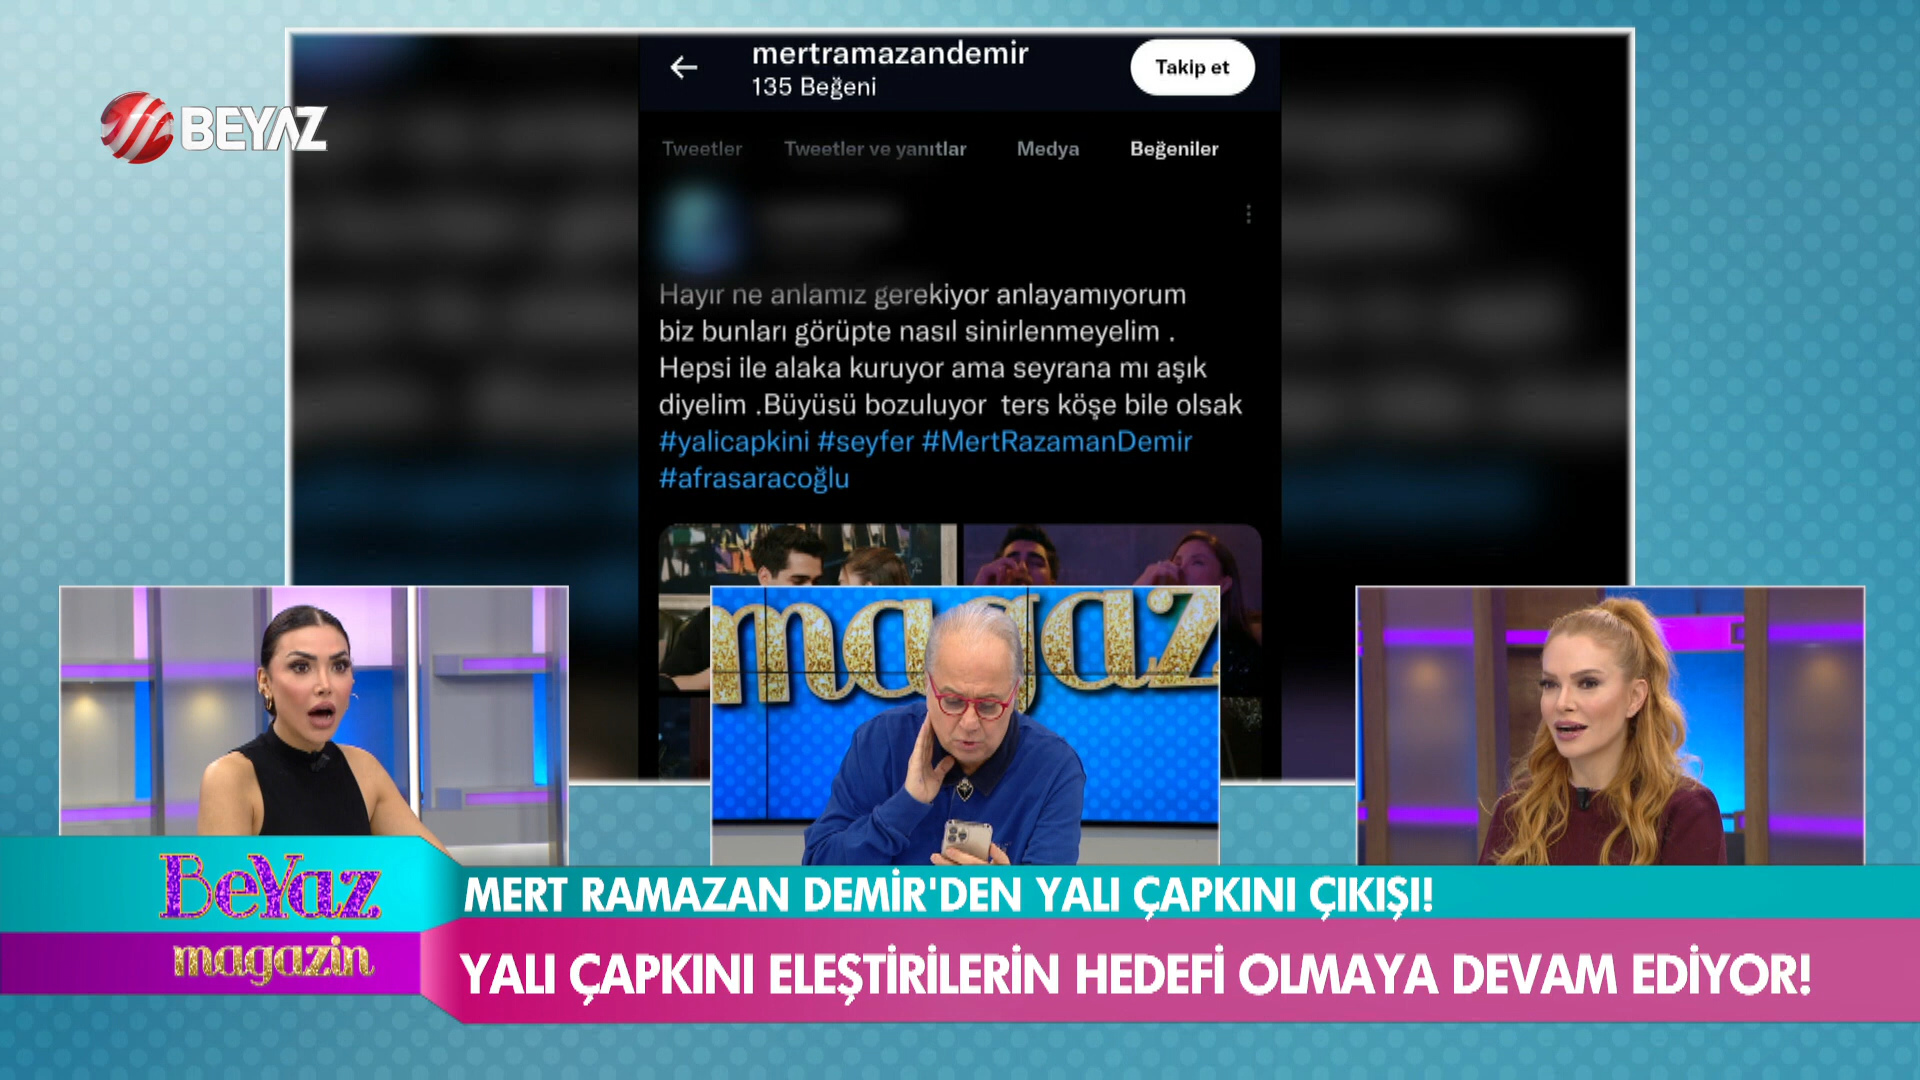 mertramazandemir
135 Beğeni
Takip et
BEYAZ
Tweetler
Tweetler ve yanıtlar
Medya
Beğeniler
Hayır ne anlamız gerekiyor anlayamıyorum
biz bunları görüpte nasıl sinirlenmeyelim .
Hepsi ile alaka kuruyor ama seyrana mı aşık
diyelim .Büyüsü bozuluyor ters köşe bile olsak
#yalicapkini #seyfer #MertRazamanDemir
#afrasaracoğlu
magaz
BeYaz
magazin
MERT RAMAZAN DEMİR'DEN YALI ÇAPKINI ÇIKIŞI!
YALI ÇAPKINI ELEŞTİRİLERİN HEDEFİ OLMAYA DEVAM EDİYOR!